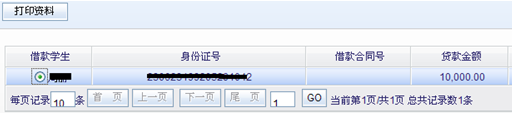 打印资料
借款学生 身份证号 借款合同号 贷款金额
10,000.00
每页记录 10 条 首 页 上一页 下一页 尾 页 1 GO 当前第1页/共1页 总共记录数1条